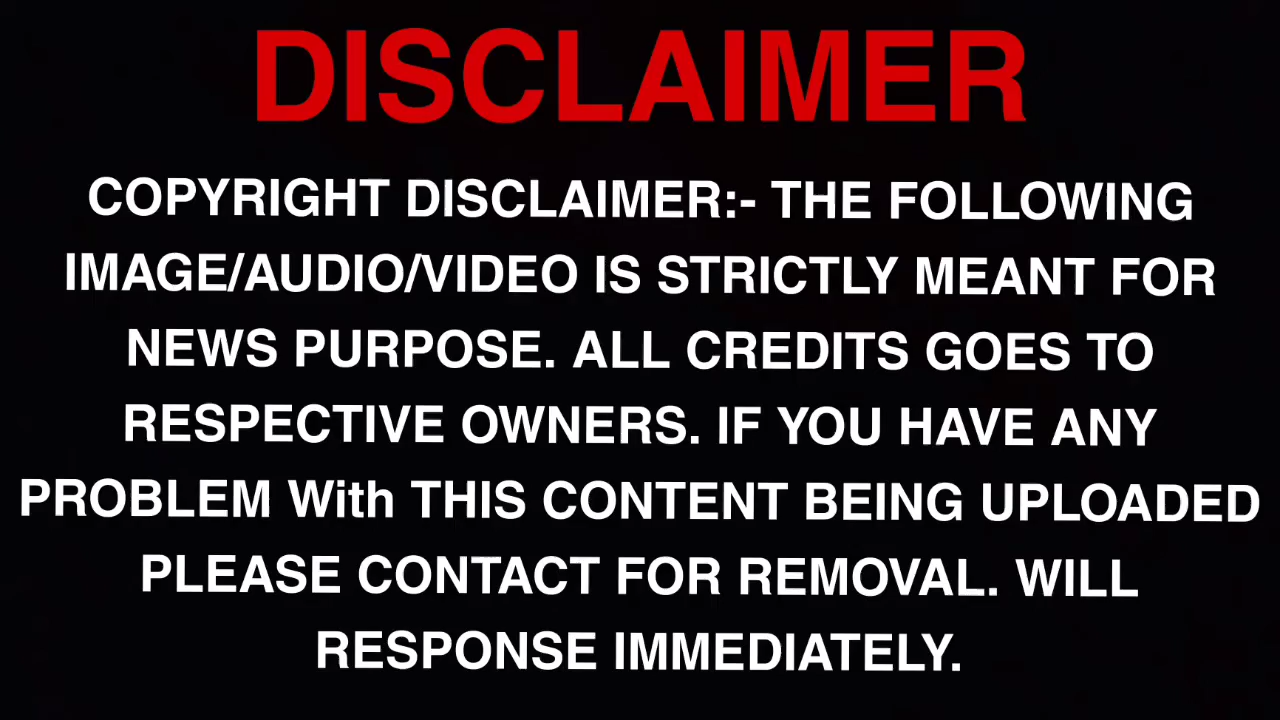 DISCLAIMER
COPYRIGHT DISCLAIMER:- THE FOLLOWING
IMAGE/AUDIO/VIDEO IS STRICTLY MEANT FOR
NEWS PURPOSE. ALL CREDITS GOES TO
RESPECTIVE OWNERS. IF YOU HAVE ANY
PROBLEM With THIS CONTENT BEING UPLOADED
PLEASE CONTACT FOR REMOVAL. WILL
RESPONSE IMMEDIATELY.